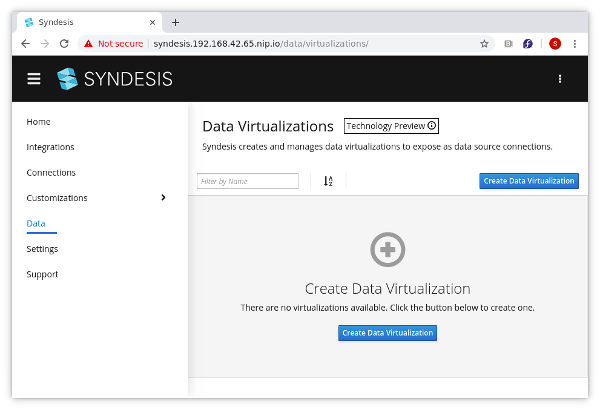 Syndesis
Not secure | syndesis.192.168.42.65.nip.io/data/virtualizations/
S
SYNDESIS
Home
Integrations
Connections
Customizations
Data
Settings
Support
Data Virtualizations
Technology Preview
Syndesis creates and manages data virtualizations to expose as data source connections.
Filter by Name
Create Data Virtualization
Create Data Virtualization
There are no virtualizations available. Click the button below to create one.
Create Data Virtualization